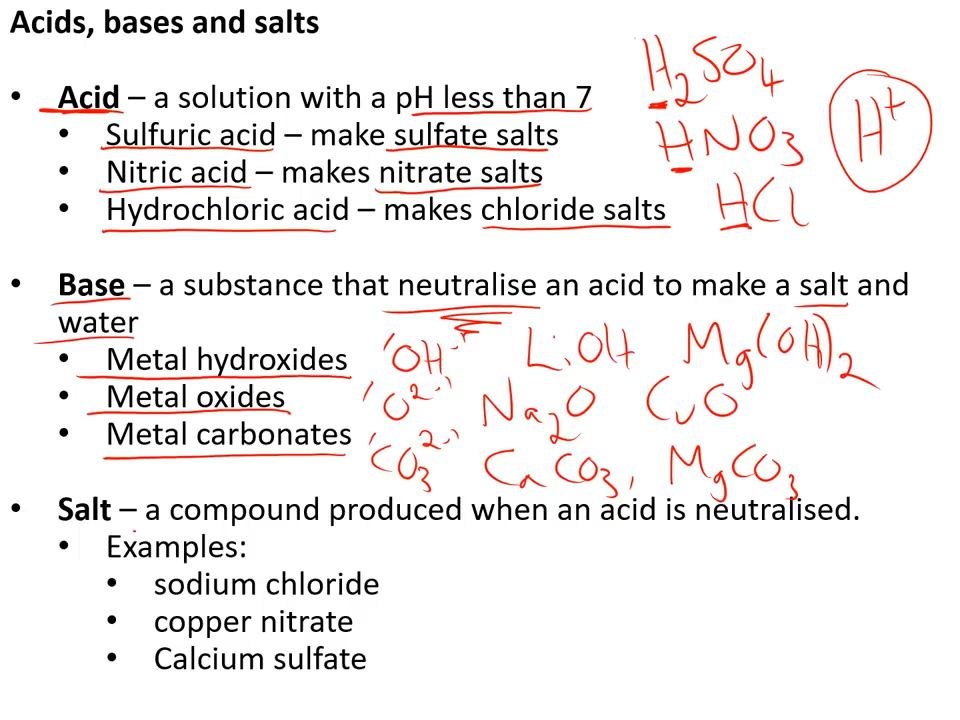 Acids, bases and salts
H₂SO₄
• Acid – a solution with a pH less than 7
H⁺
• Sulfuric acid – make sulfate salts
HNO₃
• Nitric acid – makes nitrate salts
• Hydrochloric acid – makes chloride salts
HCl
• Base – a substance that neutralise an acid to make a salt and
water
• Metal hydroxides 'OH⁻' LiOH Mg(OH)₂
• Metal oxides 'O²⁻' Na₂O CuO
• Metal carbonates 'CO₃²⁻' CaCO₃, MgCO₃
• Salt – a compound produced when an acid is neutralised.
• Examples:
• sodium chloride
• copper nitrate
• Calcium sulfate